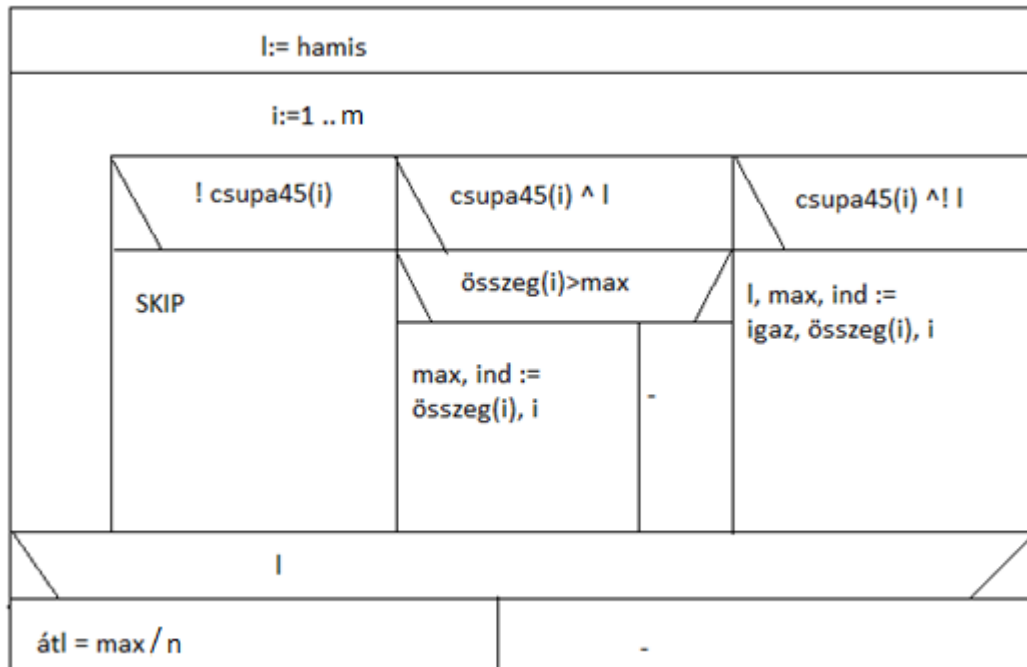 l:= hamis
i:=1 .. m
! csupa45(i)
csupa45(i) ^ l
csupa45(i) ^! l
SKIP
összeg(i)>max
l, max, ind :=
igaz, összeg(i), i
max, ind :=
összeg(i), i
-
l
átl = max / n
-